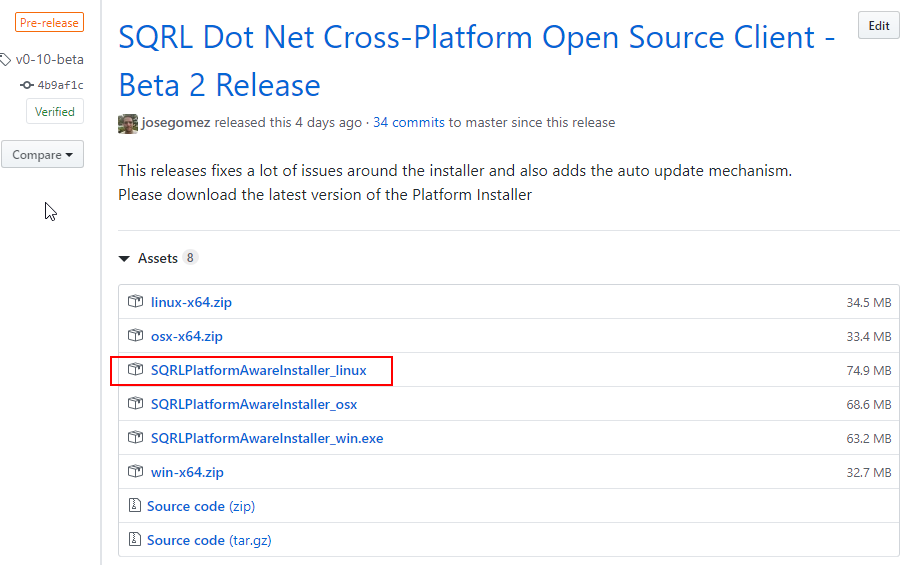 Pre-release
v0-10-beta
4b9af1c
Verified
Compare
SQRL Dot Net Cross-Platform Open Source Client -
Beta 2 Release
Edit
josegomez released this 4 days ago · 34 commits to master since this release
This releases fixes a lot of issues around the installer and also adds the auto update mechanism.
Please download the latest version of the Platform Installer
Assets 8
linux-x64.zip 34.5 MB
osx-x64.zip 33.4 MB
SQRLPlatformAwareInstaller_linux 74.9 MB
SQRLPlatformAwareInstaller_osx 68.6 MB
SQRLPlatformAwareInstaller_win.exe 63.2 MB
win-x64.zip 32.7 MB
Source code (zip)
Source code (tar.gz)